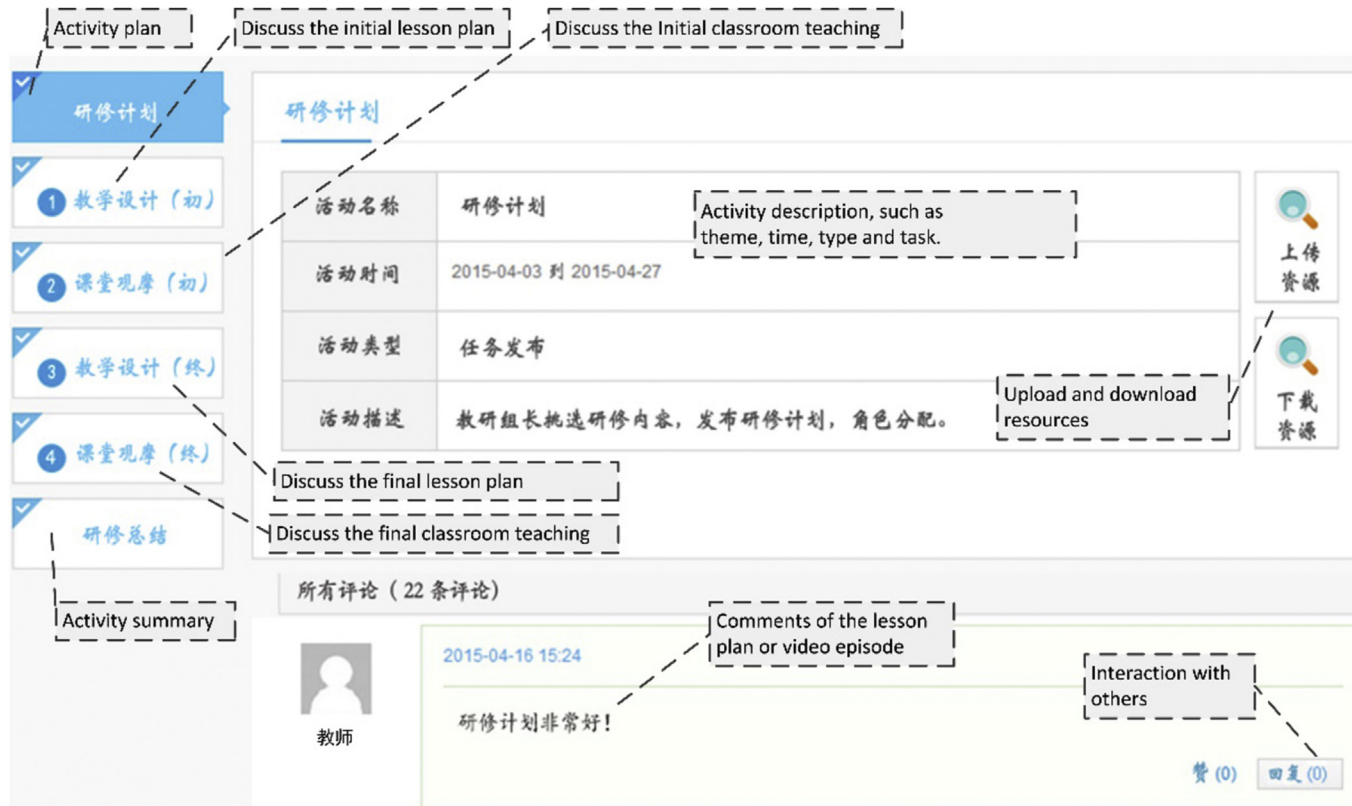 Activity plan
Discuss the initial lesson plan
Discuss the Initial classroom teaching
研修计划
1 教学设计（初）
2 课堂观摩（初）
3 教学设计（终）
4 课堂观摩（终）
研修总结
研修计划
活动名称 研修计划
Activity description, such as
theme, time, type and task.
活动时间 2015-04-03 到 2015-04-27
活动类型 任务发布
活动描述 教研组长挑选研修内容，发布研修计划，角色分配。
上传
资源
下载
资源
Upload and download
resources
Discuss the final lesson plan
Discuss the final classroom teaching
Activity summary
所有评论（22 条评论）
教师
2015-04-16 15:24
研修计划非常好！
Comments of the lesson
plan or video episode
Interaction with
others
赞 (0) 回复 (0)